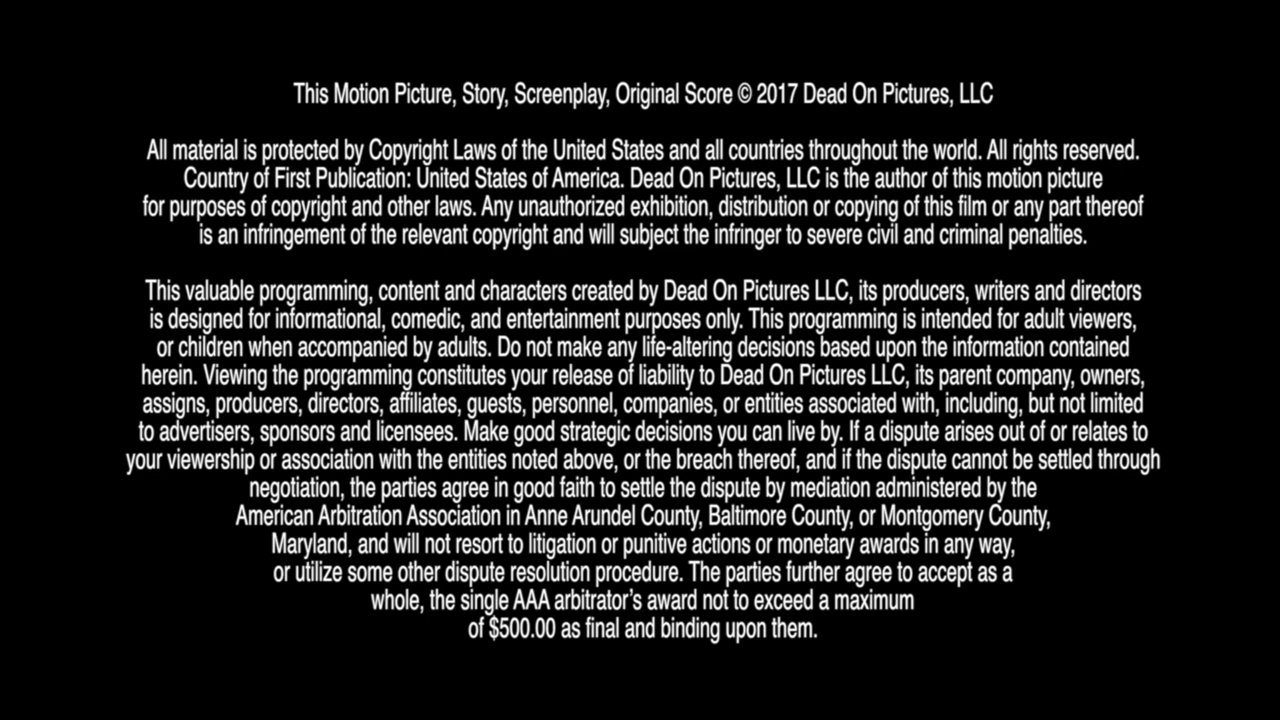 This Motion Picture, Story, Screenplay, Original Score © 2017 Dead On Pictures, LLC
All material is protected by Copyright Laws of the United States and all countries throughout the world. All rights reserved.
Country of First Publication: United States of America. Dead On Pictures, LLC is the author of this motion picture
for purposes of copyright and other laws. Any unauthorized exhibition, distribution or copying of this film or any part thereof
is an infringement of the relevant copyright and will subject the infringer to severe civil and criminal penalties.
This valuable programming, content and characters created by Dead On Pictures LLC, its producers, writers and directors
is designed for informational, comedic, and entertainment purposes only. This programming is intended for adult viewers,
or children when accompanied by adults. Do not make any life-altering decisions based upon the information contained
herein. Viewing the programming constitutes your release of liability to Dead On Pictures LLC, its parent company, owners,
assigns, producers, directors, affiliates, guests, personnel, companies, or entities associated with, including, but not limited
to advertisers, sponsors and licensees. Make good strategic decisions you can live by. If a dispute arises out of or relates to
your viewership or association with the entities noted above, or the breach thereof, and if the dispute cannot be settled through
negotiation, the parties agree in good faith to settle the dispute by mediation administered by the
American Arbitration Association in Anne Arundel County, Baltimore County, or Montgomery County,
Maryland, and will not resort to litigation or punitive actions or monetary awards in any way,
or utilize some other dispute resolution procedure. The parties further agree to accept as a
whole, the single AAA arbitrator's award not to exceed a maximum
of $500.00 as final and binding upon them.